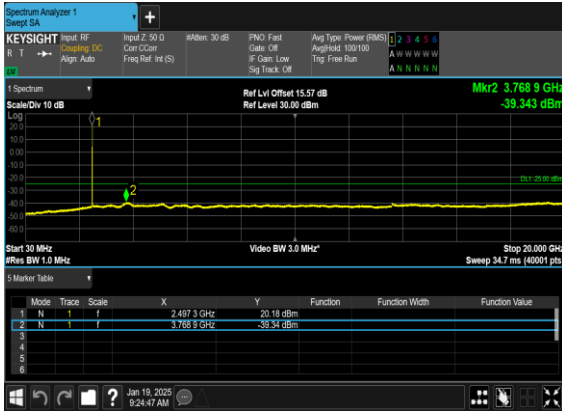 Spectrum Analyzer 1
Swept SA
+
KEYSIGHT Input: RF Input Z: 50 Ω #Atten: 30 dB PNO: Fast Avg Type: Power (RMS) 1 2 3 4 5 6
R T Coupling: DC Corr CCorr Gate: Off Avg|Hold: 100/100 A W W W W W
Align: Auto Freq Ref: Int (S) IF Gain: Low Trig: Free Run
Sig Track: Off A N N N N N
1 Spectrum Ref Lvl Offset 15.57 dB Mkr2 3.768 9 GHz
Scale/Div 10 dB Ref Level 30.00 dBm -39.343 dBm
Log
20.0
10.0
0.00
-10.0
-20.0
-30.0
-40.0
-50.0
-60.0
1
2
DL1 -25.00 dBm
Start 30 MHz Video BW 3.0 MHz* Stop 20.000 GHz
#Res BW 1.0 MHz Sweep 34.7 ms (40001 pts)
5 Marker Table
Mode Trace Scale X Y Function Function Width Function Value
1 N 1 f 2.497 3 GHz 20.18 dBm
2 N 1 f 3.768 9 GHz -39.34 dBm
3
4
5
6
? Jan 19, 2025
9:24:47 AM